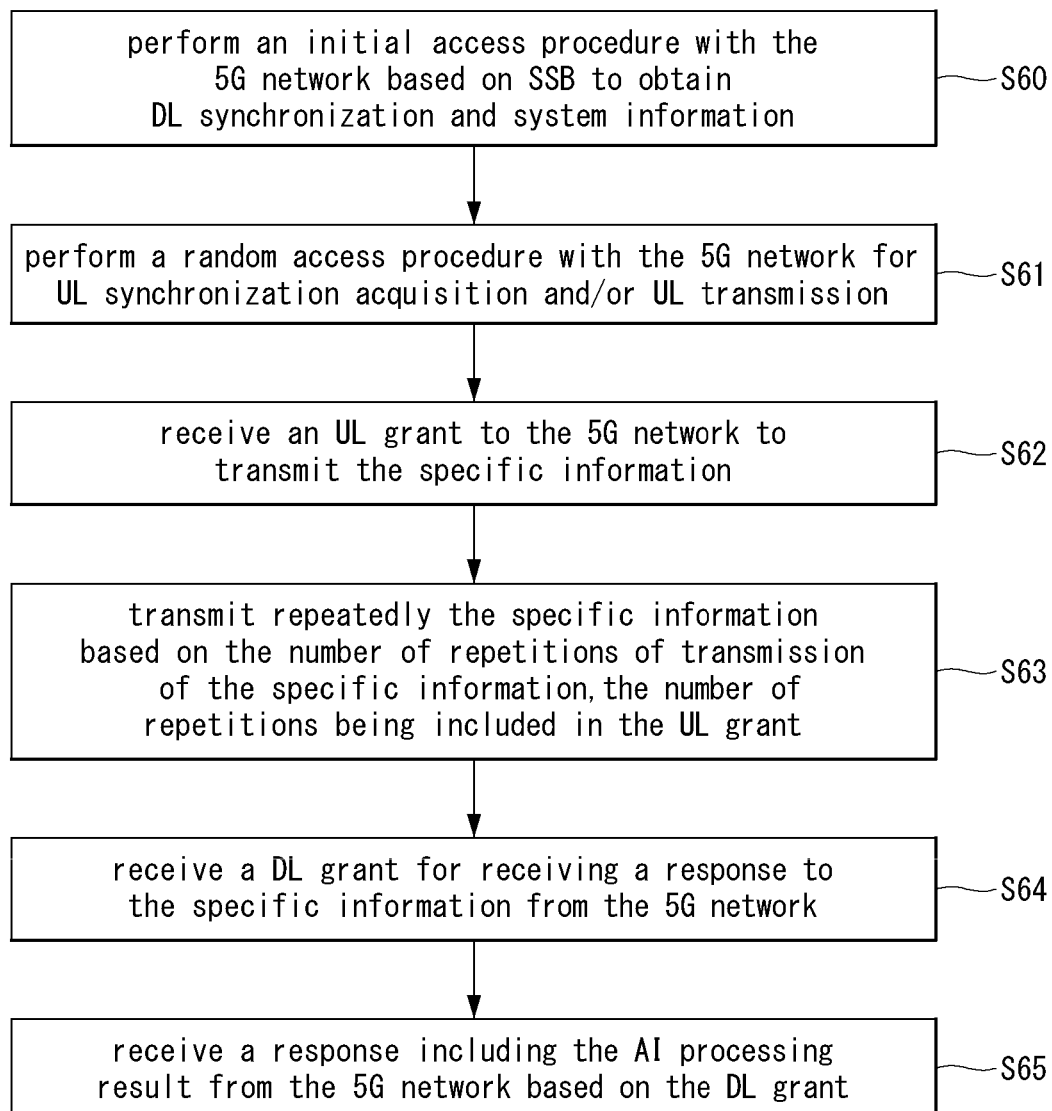 perform an initial access procedure with the
5G network based on SSB to obtain
DL synchronization and system information
S60
perform a random access procedure with the 5G network for
UL synchronization acquisition and/or UL transmission
S61
receive an UL grant to the 5G network to
transmit the specific information
S62
transmit repeatedly the specific information
based on the number of repetitions of transmission
of the specific information, the number of
repetitions being included in the UL grant
S63
receive a DL grant for receiving a response to
the specific information from the 5G network
S64
receive a response including the AI processing
result from the 5G network based on the DL grant
S65